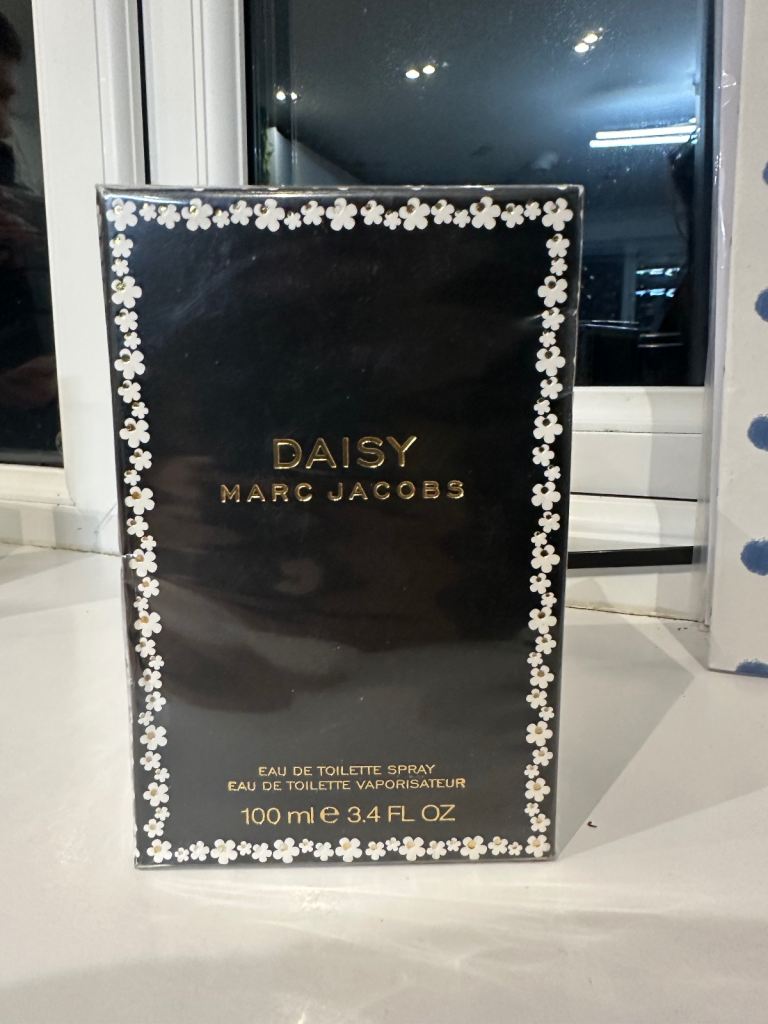 DAISY
MARC JACOBS
EAU DE TOILETTE SPRAY
EAU DE TOILETTE VAPORISATEUR
100 ml ℮ 3.4 FL OZ